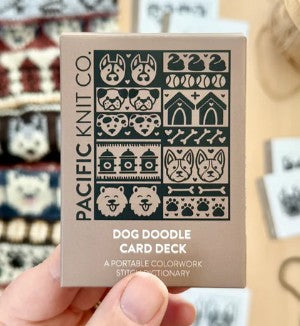 PACIFIC KNIT CO.
DOG DOODLE
CARD DECK
A PORTABLE COLORWORK
STITCH DICTIONARY